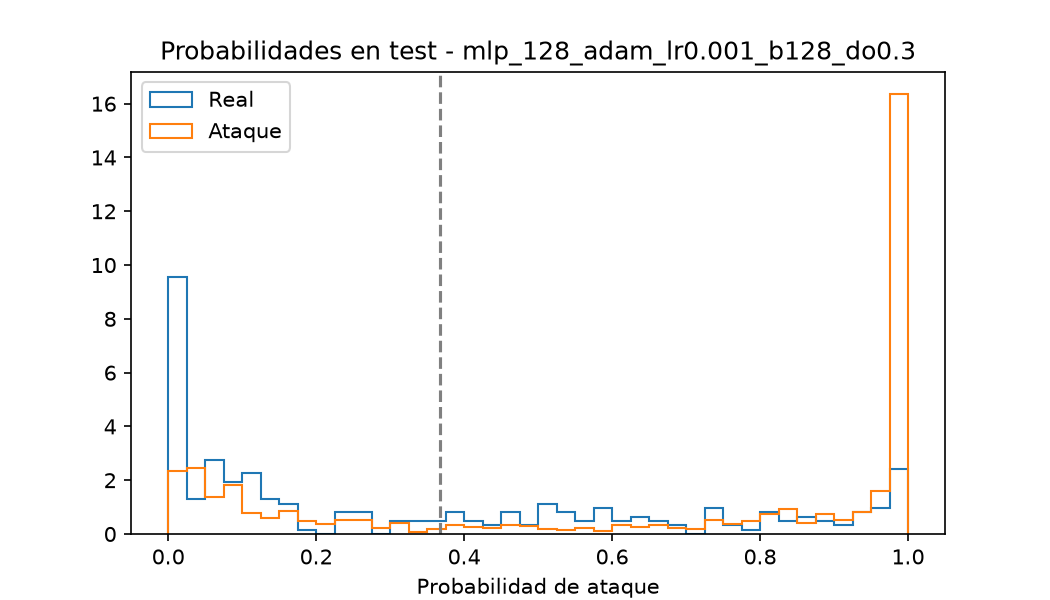 Probabilidades en test - mlp_128_adam_lr0.001_b128_do0.3
Real
Ataque
16
14
12
10
8
6
4
2
0
0.0 0.2 0.4 0.6 0.8 1.0
Probabilidad de ataque